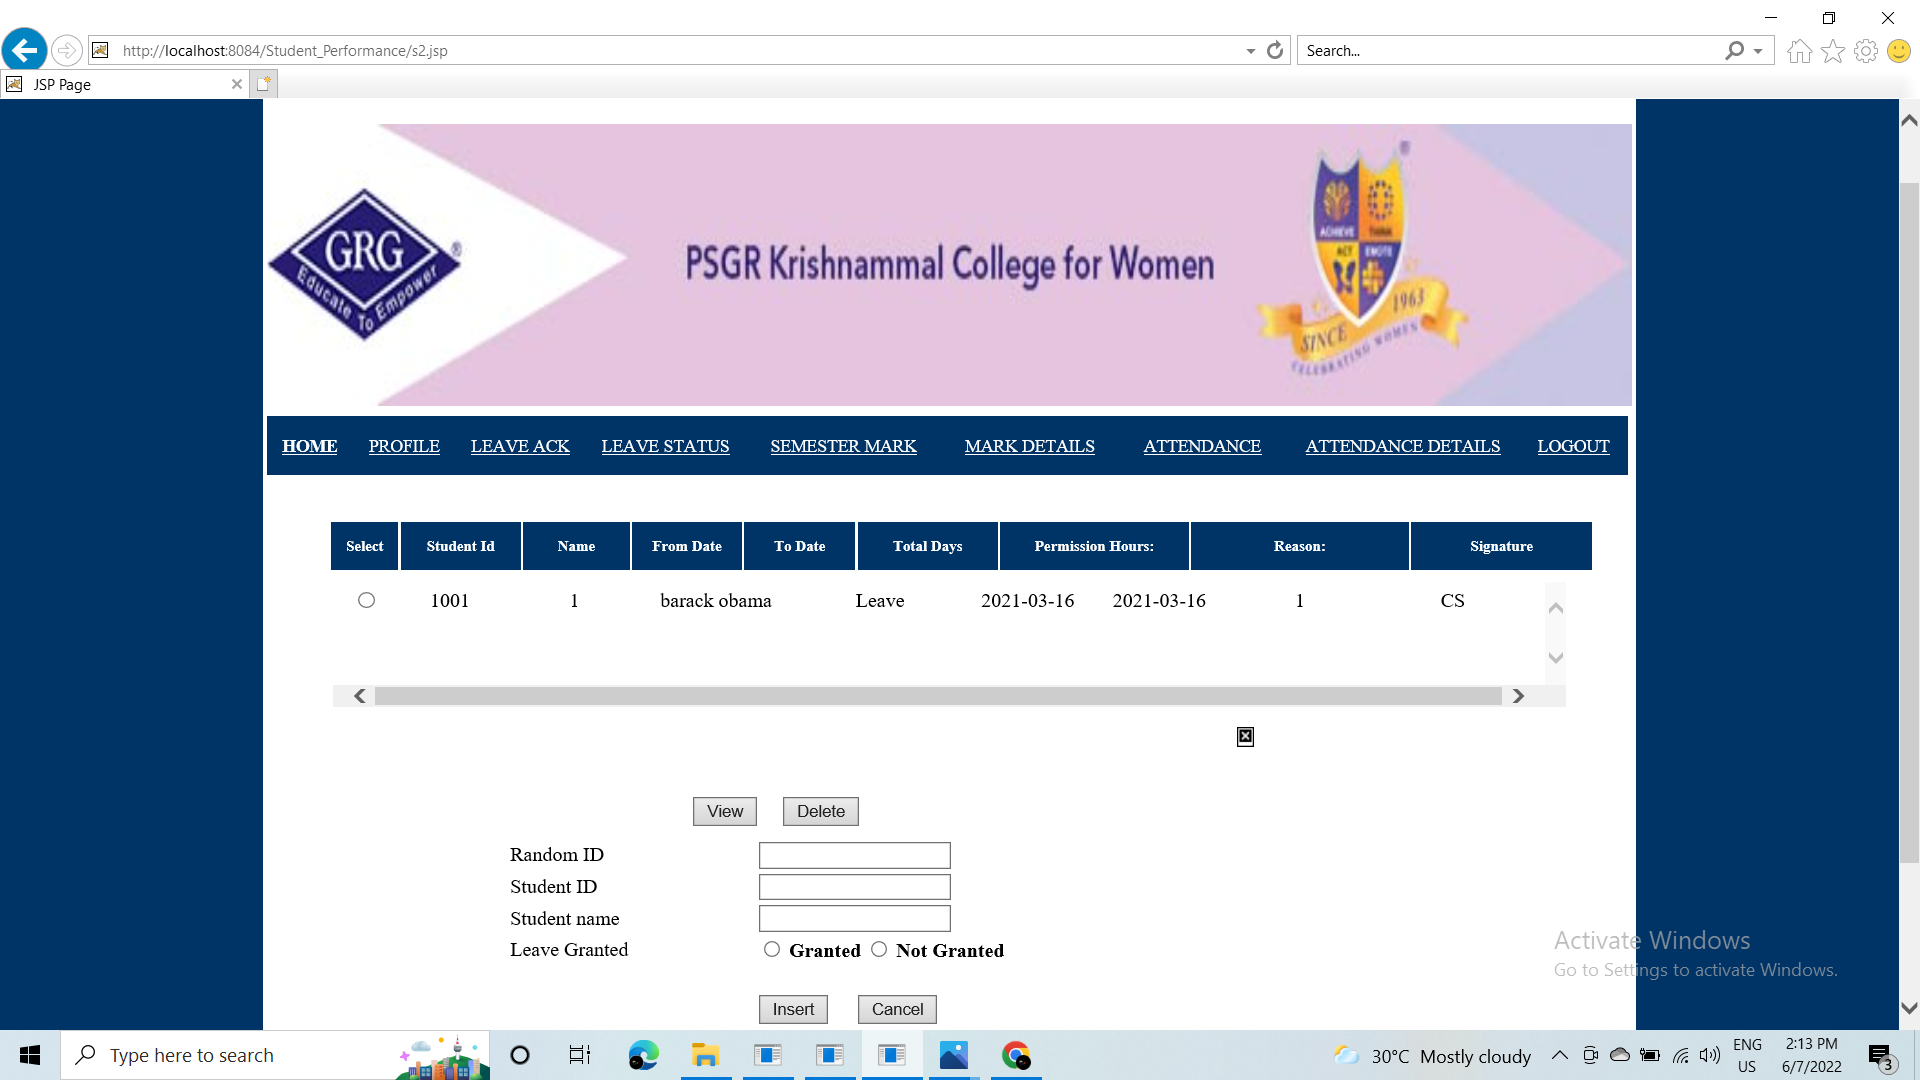 http://localhost:8084/Student_Performance/s2.jsp
Search...
JSP Page
GRG
Educate To Empower
®
PSGR Krishnammal College for Women
®
ACHIEVE THINK
ACT EMOTE
SINCE 1963
CELEBRATING WOMEN
HOME PROFILE LEAVE ACK LEAVE STATUS SEMESTER MARK MARK DETAILS ATTENDANCE ATTENDANCE DETAILS LOGOUT
Select Student Id Name From Date To Date Total Days Permission Hours: Reason: Signature
1001 1 barack obama Leave 2021-03-16 2021-03-16 1 CS
View Delete
Random ID
Student ID
Student name
Leave Granted Granted Not Granted
Insert Cancel
Activate Windows
Go to Settings to activate Windows.
Type here to search
30°C Mostly cloudy
ENG
US
2:13 PM
6/7/2022
3